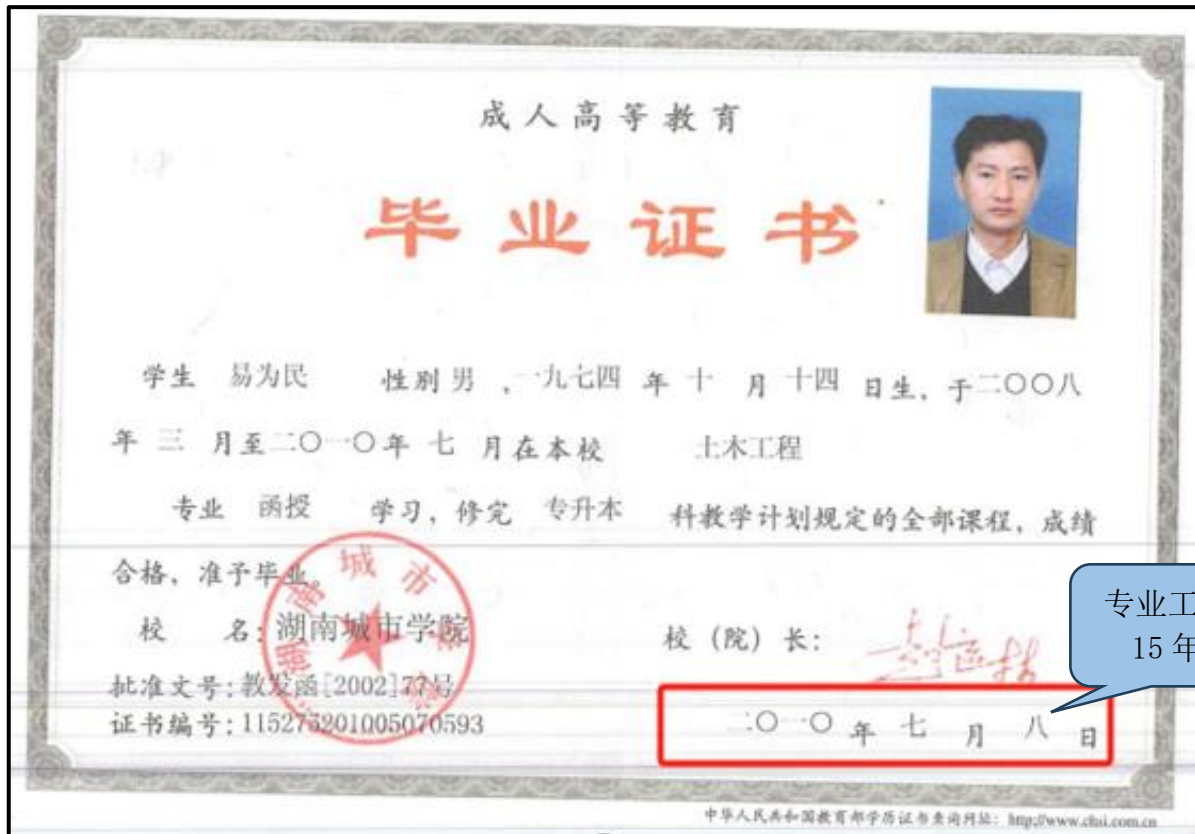 成人高等教育
毕业证书
学生 易为民 性别 男 ，一九七四 年 十 月 十四 日生，于二〇〇八
年 三 月至二〇一〇年 七 月在本校 土木工程
专业 函授 学习，修完 专升本 科教学计划规定的全部课程，成绩
合格，准予毕业。
校 名：湖南城市学院
校（院）长：
批准文号：教发函[2002]77号
证书编号：115275201005070593
二〇一〇 年 七 月 八 日
专业工
15 年
湖南城市学院
中华人民共和国教育部学历证书查询网址：http://www.chsi.com.cn